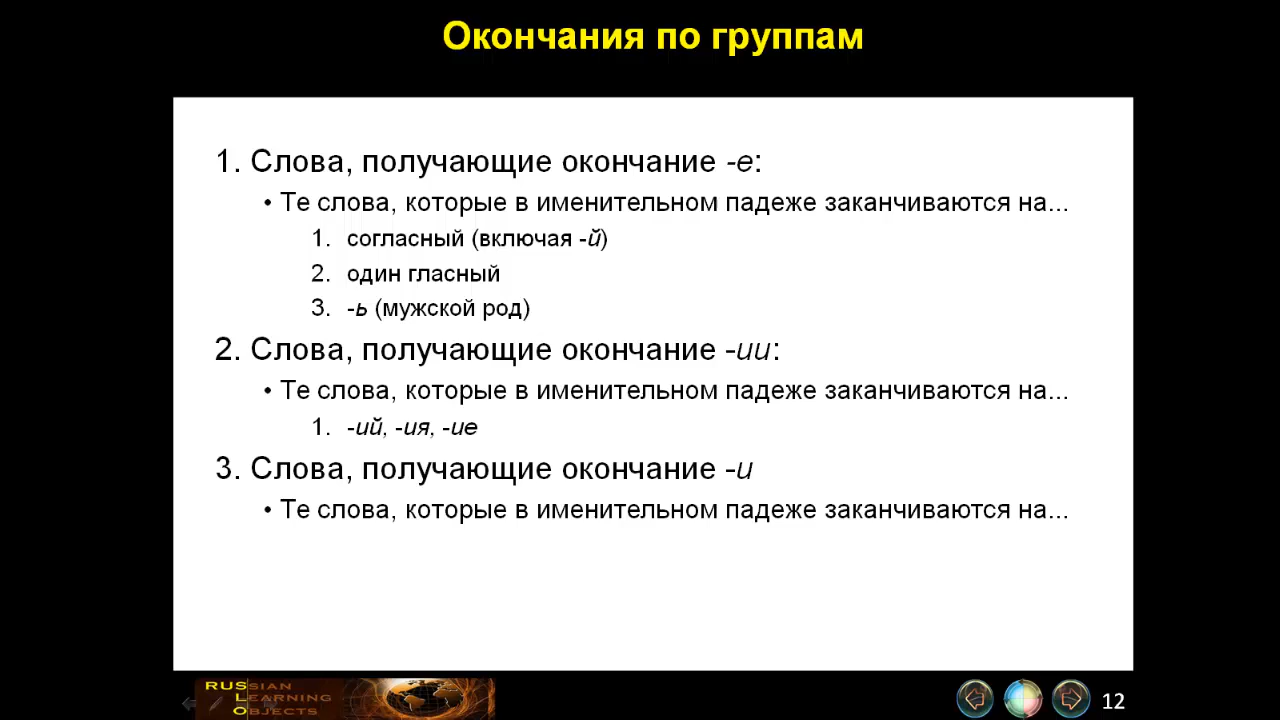 Окончания по группам
1. Слова, получающие окончание -е:
• Те слова, которые в именительном падеже заканчиваются на...
1. согласный (включая -й)
2. один гласный
3. -ь (мужской род)
2. Слова, получающие окончание -ии:
• Те слова, которые в именительном падеже заканчиваются на...
1. -ий, -ия, -ие
3. Слова, получающие окончание -и
• Те слова, которые в именительном падеже заканчиваются на...
RUSSIAN
LEARNING
OBJECTS
12